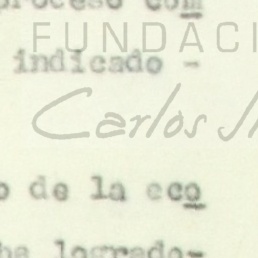 proceso com
FUNDACI
indicado -
Carlos
o de la eco
ha logrado-